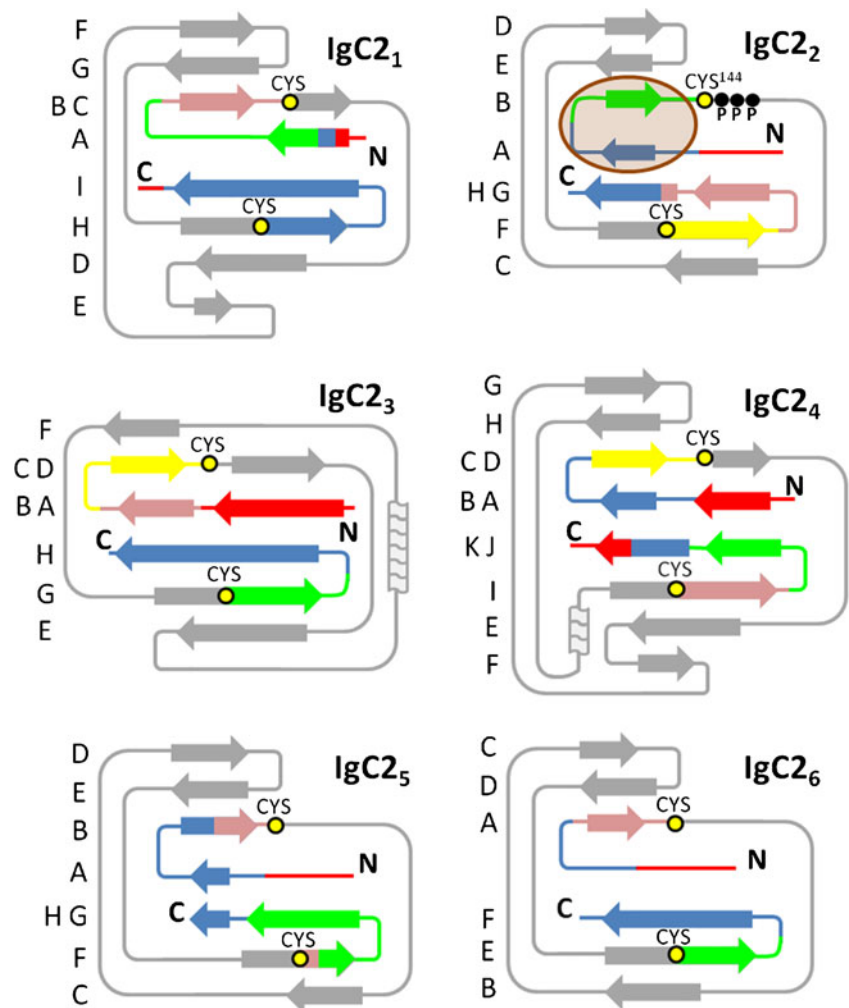 IgC2₁
F
G
CYS
B C
A
N
C
I
CYS
H
D
E
IgC2₂
D
E
CYS¹⁴⁴
B
P P P
A
N
C
H G
CYS
F
C
IgC2₃
F
CYS
C D
B A
N
C
H
CYS
G
E
IgC2₄
G
H
CYS
C D
B A
N
C
K J
CYS
I
E
F
IgC2₅
D
E
CYS
B
A
N
C
H G
CYS
F
C
IgC2₆
C
D
CYS
A
N
C
F
CYS
E
B